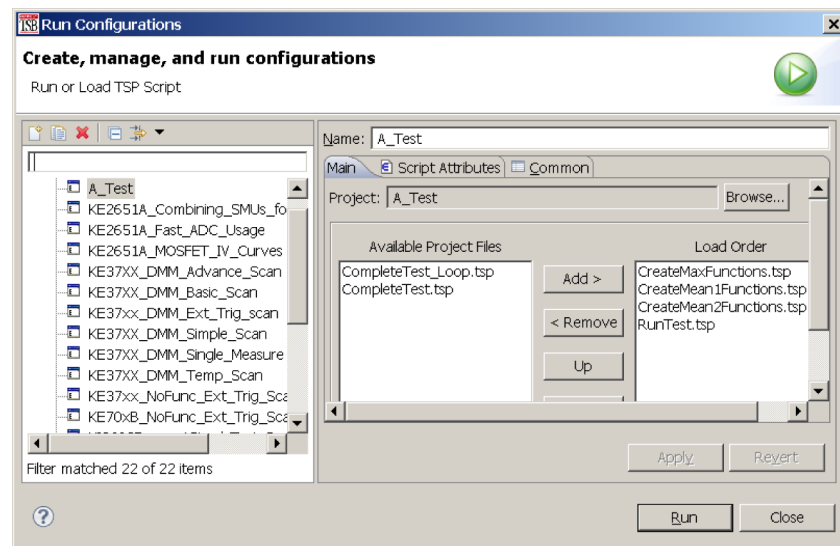 TSB Run Configurations
Create, manage, and run configurations
Run or Load TSP Script
A_Test
KE2651A_Combining_SMUs_fo
KE2651A_Fast_ADC_Usage
KE2651A_MOSFET_IV_Curves
KE37XX_DMM_Advance_Scan
KE37XX_DMM_Basic_Scan
KE37xx_DMM_Ext_Trig_scan
KE37XX_DMM_Simple_Scan
KE37XX_DMM_Single_Measure
KE37XX_DMM_Temp_Scan
KE37xx_NoFunc_Ext_Trig_Sca
KE70xB_NoFunc_Ext_Trig_Sca
Filter matched 22 of 22 items
Name: A_Test
Main Script Attributes Common
Project: A_Test Browse...
Available Project Files
CompleteTest_Loop.tsp
CompleteTest.tsp
Add >
< Remove
Up
Load Order
CreateMaxFunctions.tsp
CreateMean1Functions.tsp
CreateMean2Functions.tsp
RunTest.tsp
Apply Revert
? Run Close